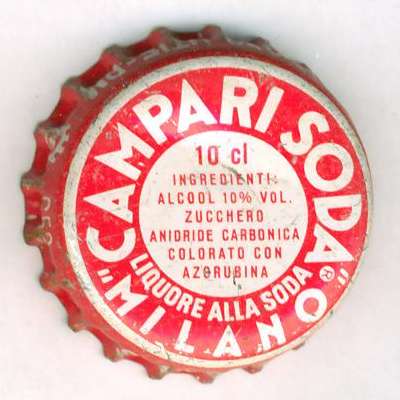 "CAMPARI SODA"®
10 cl
INGREDIENTI:
ALCOOL 10% VOL.
ZUCCHERO
ANIDRIDE CARBONICA
COLORATO CON
AZORUBINA
LIQUORE ALLA SODA
MILANO